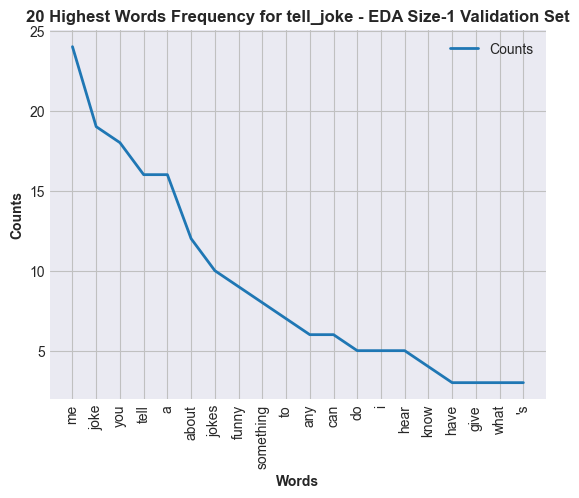 20 Highest Words Frequency for tell_joke - EDA Size-1 Validation Set
Counts
25
20
15
10
5
Counts
me
joke
you
tell
a
about
jokes
funny
something
to
any
can
do
i
hear
know
have
give
what
's
Words